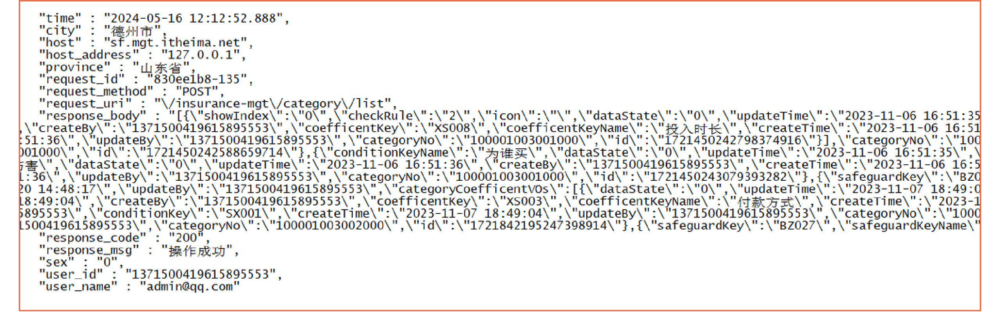 "time" : "2024-05-16 12:12:52.888",
"city" : "德州市",
"host" : "sf.mgt.itheima.net",
"host_address" : "127.0.0.1",
"province" : "山东省",
"request_id" : "830ee1b8-135",
"request_method" : "POST",
"request_uri" : "\/insurance-mgt\/category\/list",
"response_body" : "[{\"showIndex\":\"0\",\"checkRule\":\"2\",\"icon\":\"\",\"dataState\":\"0\",\"updateTime\":\"2023-11-06 16:51:35
,\"createBy\":\"1371500419615895553\",\"coefficentKey\":\"XS008\",\"coefficentKeyName\":\"投入时长\",\"createTime\":\"2023-11-06 16:51
:51:36\",\"updateBy\":\"1371500419615895553\",\"categoryNo\":\"100001003001000\",\"id\":\"1721450242798374916\"}],\"categoryNo\":\"100
001000\",\"id\":\"1721450242588659714\"},{\"conditionKeyName\":\"为谁买\",\"dataState\":\"0\",\"updateTime\":\"2023-11-06 16:51:35\",\
害\",\"dataState\":\"0\",\"updateTime\":\"2023-11-06 16:51:36\",\"createBy\":\"1371500419615895553\",\"createTime\":\"2023-11-06 16:5
1:36\",\"updateBy\":\"1371500419615895553\",\"categoryNo\":\"100001003001000\",\"id\":\"1721450243079393282\"},{\"safeguardKey\":\"BZ0
20 14:48:17\",\"updateBy\":\"1371500419615895553\",\"categoryCoefficentVOs\":[{\"dataState\":\"0\",\"updateTime\":\"2023-11-07 18:49:0
18:49:04\",\"createBy\":\"1371500419615895553\",\"coefficentKey\":\"XS003\",\"coefficentKeyName\":\"付款方式\",\"createTime\":\"2023-1
5895553\",\"conditionKey\":\"SX001\",\"createTime\":\"2023-11-07 18:49:04\",\"updateBy\":\"1371500419615895553\",\"categoryNo\":\"1000
1500419615895553\",\"categoryNo\":\"100001003002000\",\"id\":\"1721842195247398914\"},{\"safeguardKey\":\"BZ027\",\"safeguardKeyName\"
"response_code" : "200",
"response_msg" : "操作成功",
"sex" : "0",
"user_id" : "1371500419615895553",
"user_name" : "admin@qq.com"